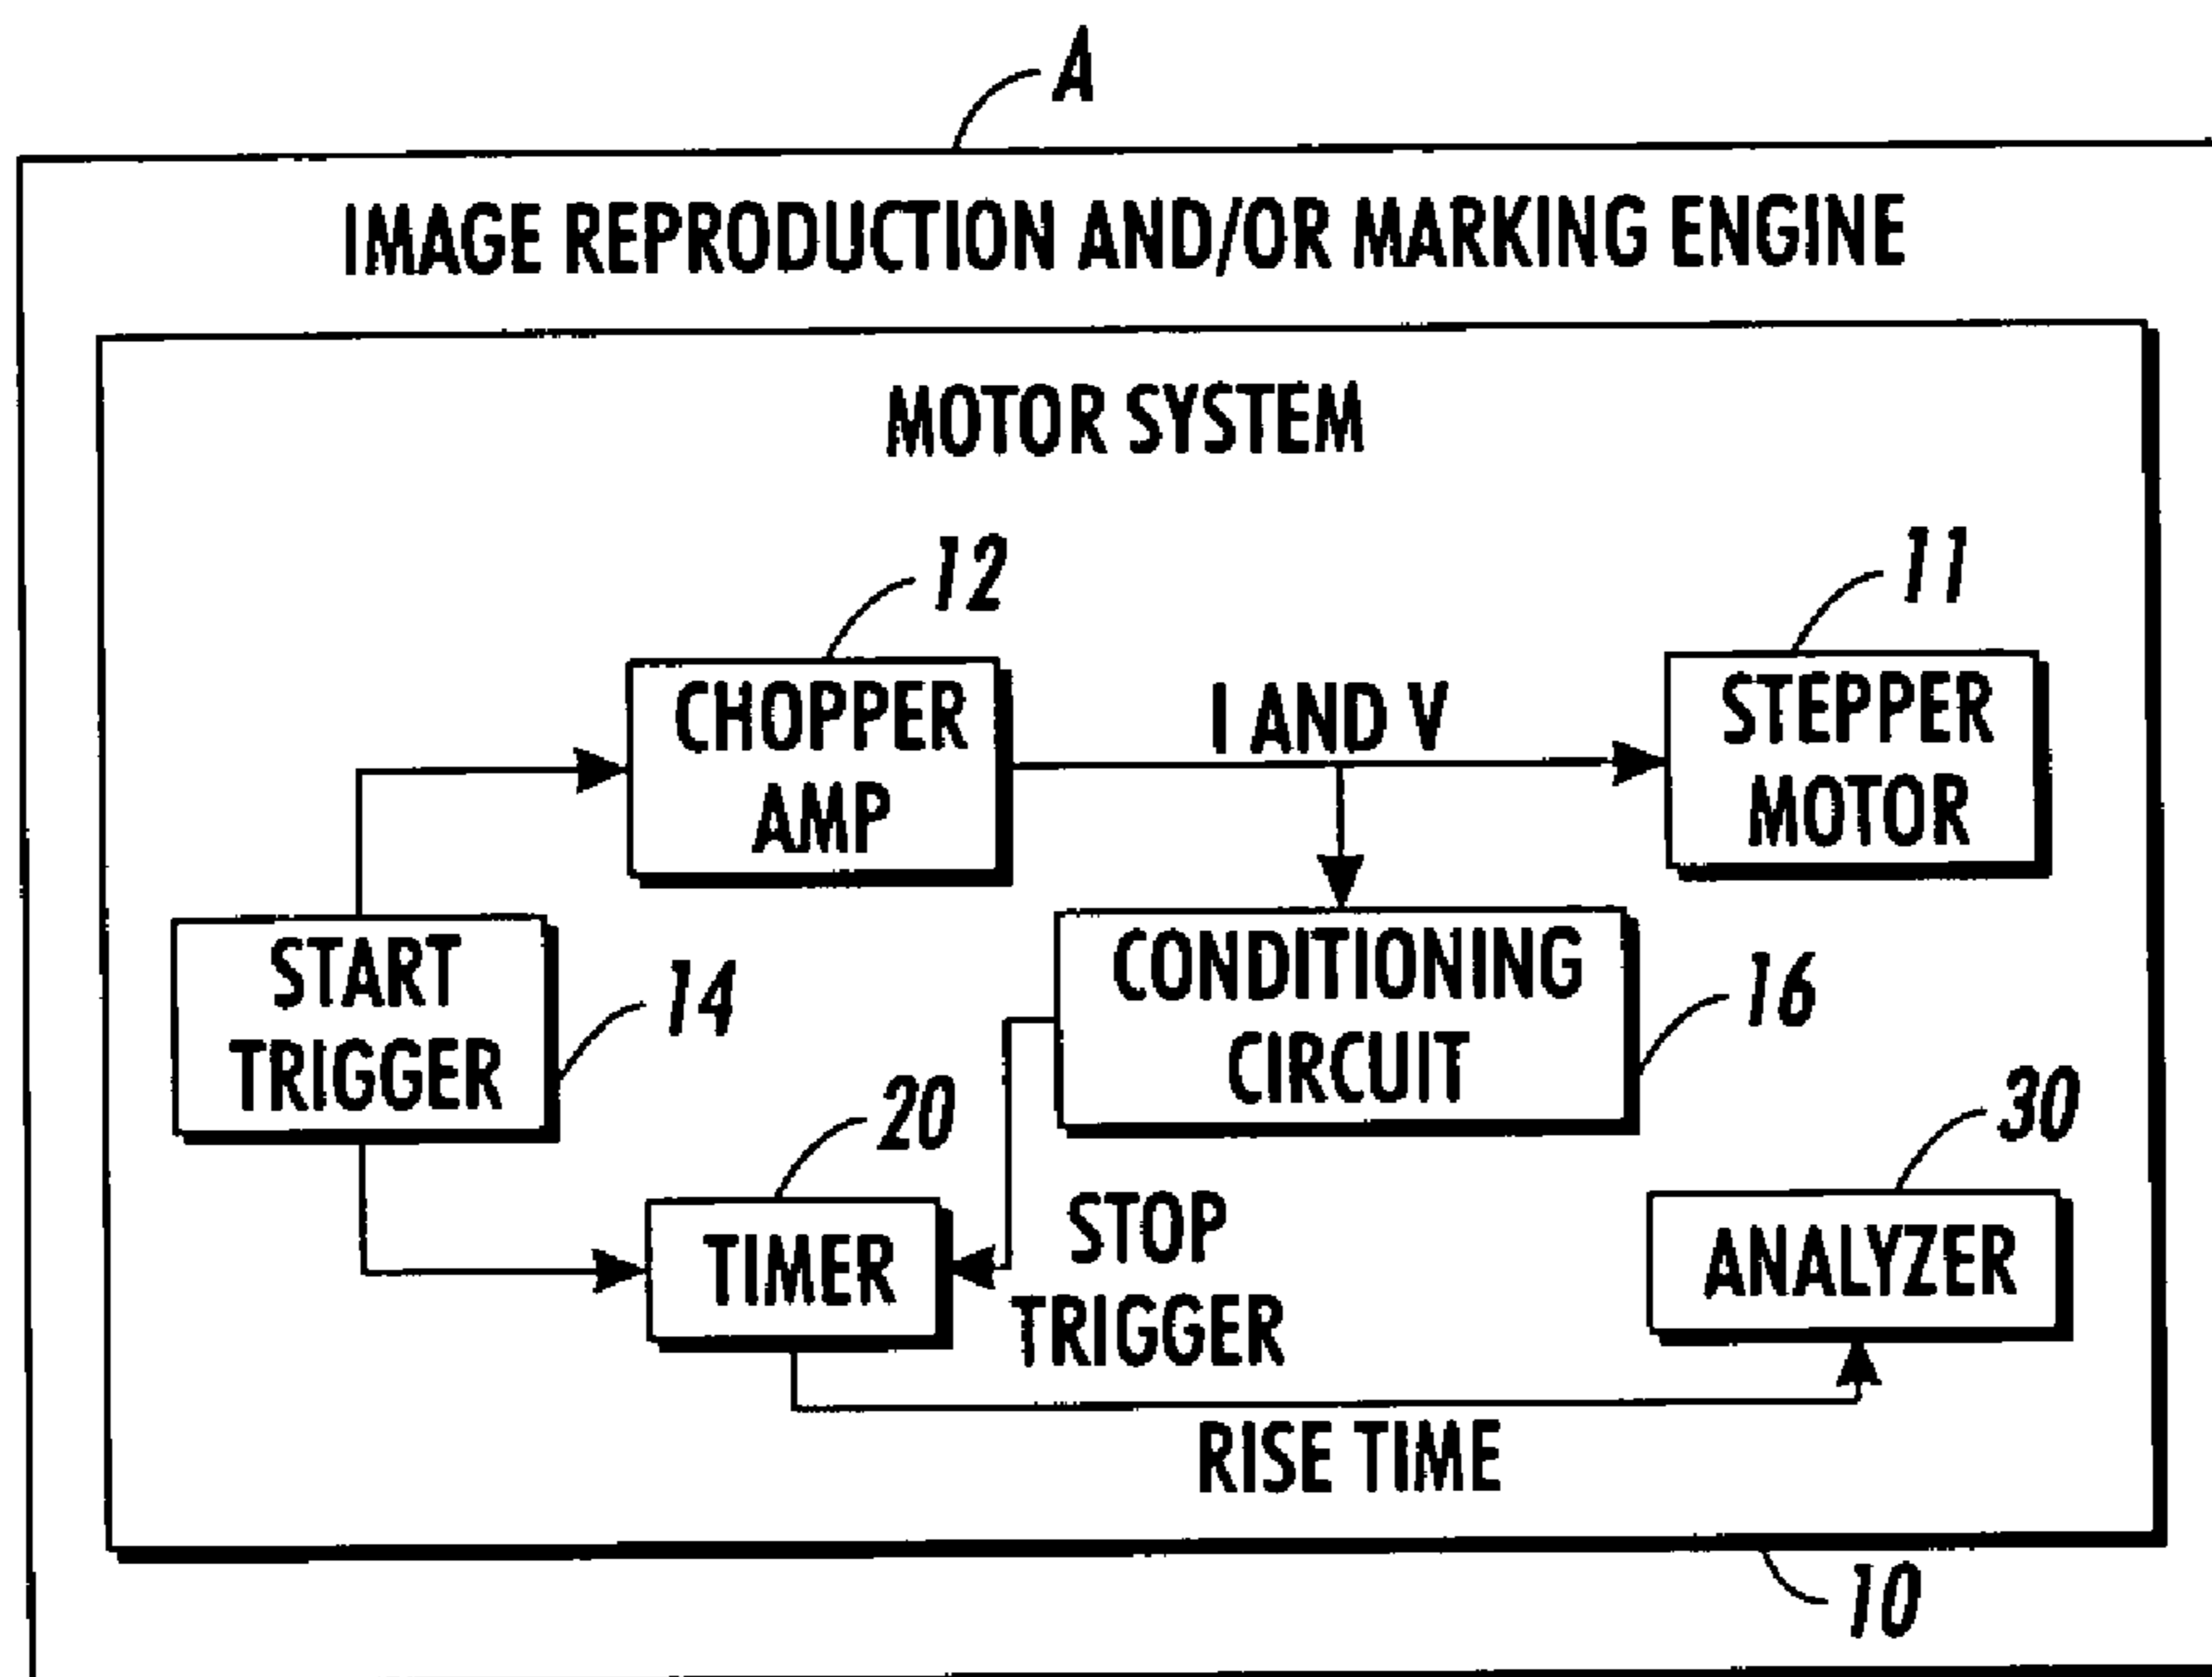 A
IMAGE REPRODUCTION AND/OR MARKING ENGINE
MOTOR SYSTEM
12
11
CHOPPER
AMP
I AND V
STEPPER
MOTOR
START
TRIGGER
14
CONDITIONING
CIRCUIT
16
20
30
TIMER
STOP
TRIGGER
ANALYZER
RISE TIME
10